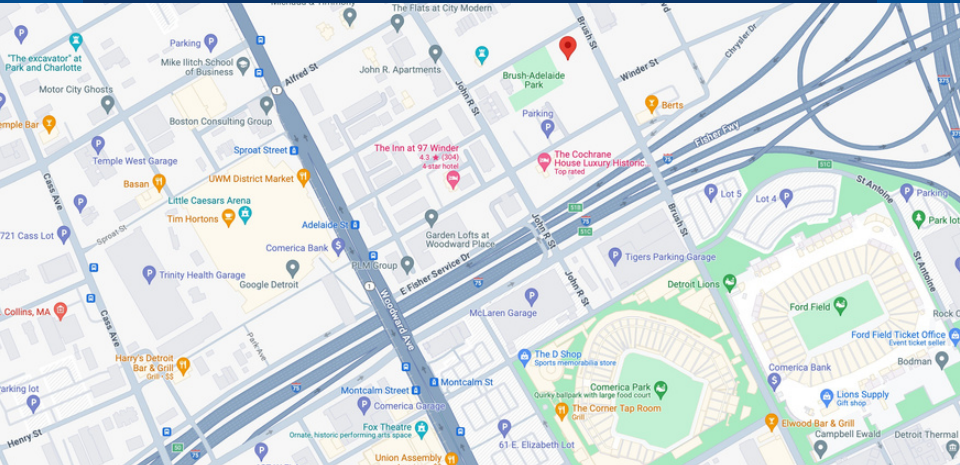 The Flats at City Modern
Brush St
Chrysler Dr
"The excavator" at
Park and Charlotte
Parking
Mike Ilitch School
of Business
Alfred St
John R. Apartments
John R St
Brush-Adelaide
Park
Winder St
Motor City Ghosts
Boston Consulting Group
Parking
Berts
375
Temple West Garage
Sproat Street
The Inn at 97 Winder
4.3 ★ (304)
4-star hotel
The Cochrane
House Luxury Historic
Top rated
75
Fisher Fwy
Basan
UWM District Market
Cass Ave
Little Caesars Arena
Tim Hortons
Adelaide St
Garden Lofts at
Woodward Place
John R St
Brush St
Lot 5
Lot 4
St Antoine
Parking
Park lot
721 Cass Lot
Sproat St
Comerica Bank
PLM Group
E Fisher Service Dr
Tigers Parking Garage
Trinity Health Garage
Google Detroit
75
McLaren Garage
John R St
Detroit Lions
St Antoine
Ford Field
Collins, MA
Cass Ave
Park Ave
Woodward Ave
Ford Field Ticket Office
Event ticket seller
Harry's Detroit
Bar & Grill
Grill · $$
The D Shop
Sports memorabilia store
Comerica Bank
Bodman
75
Montcalm Street
Montcalm St
Comerica Park
Quirky ballpark with large food court
Lions Supply
Gift shop
Comerica Garage
The Corner Tap Room
Grill
Elwood Bar & Grill
Henry St
Fox Theatre
Ornate, historic performing arts space
61 E. Elizabeth Lot
Campbell Ewald
Detroit Thermal
75
Union Assembly